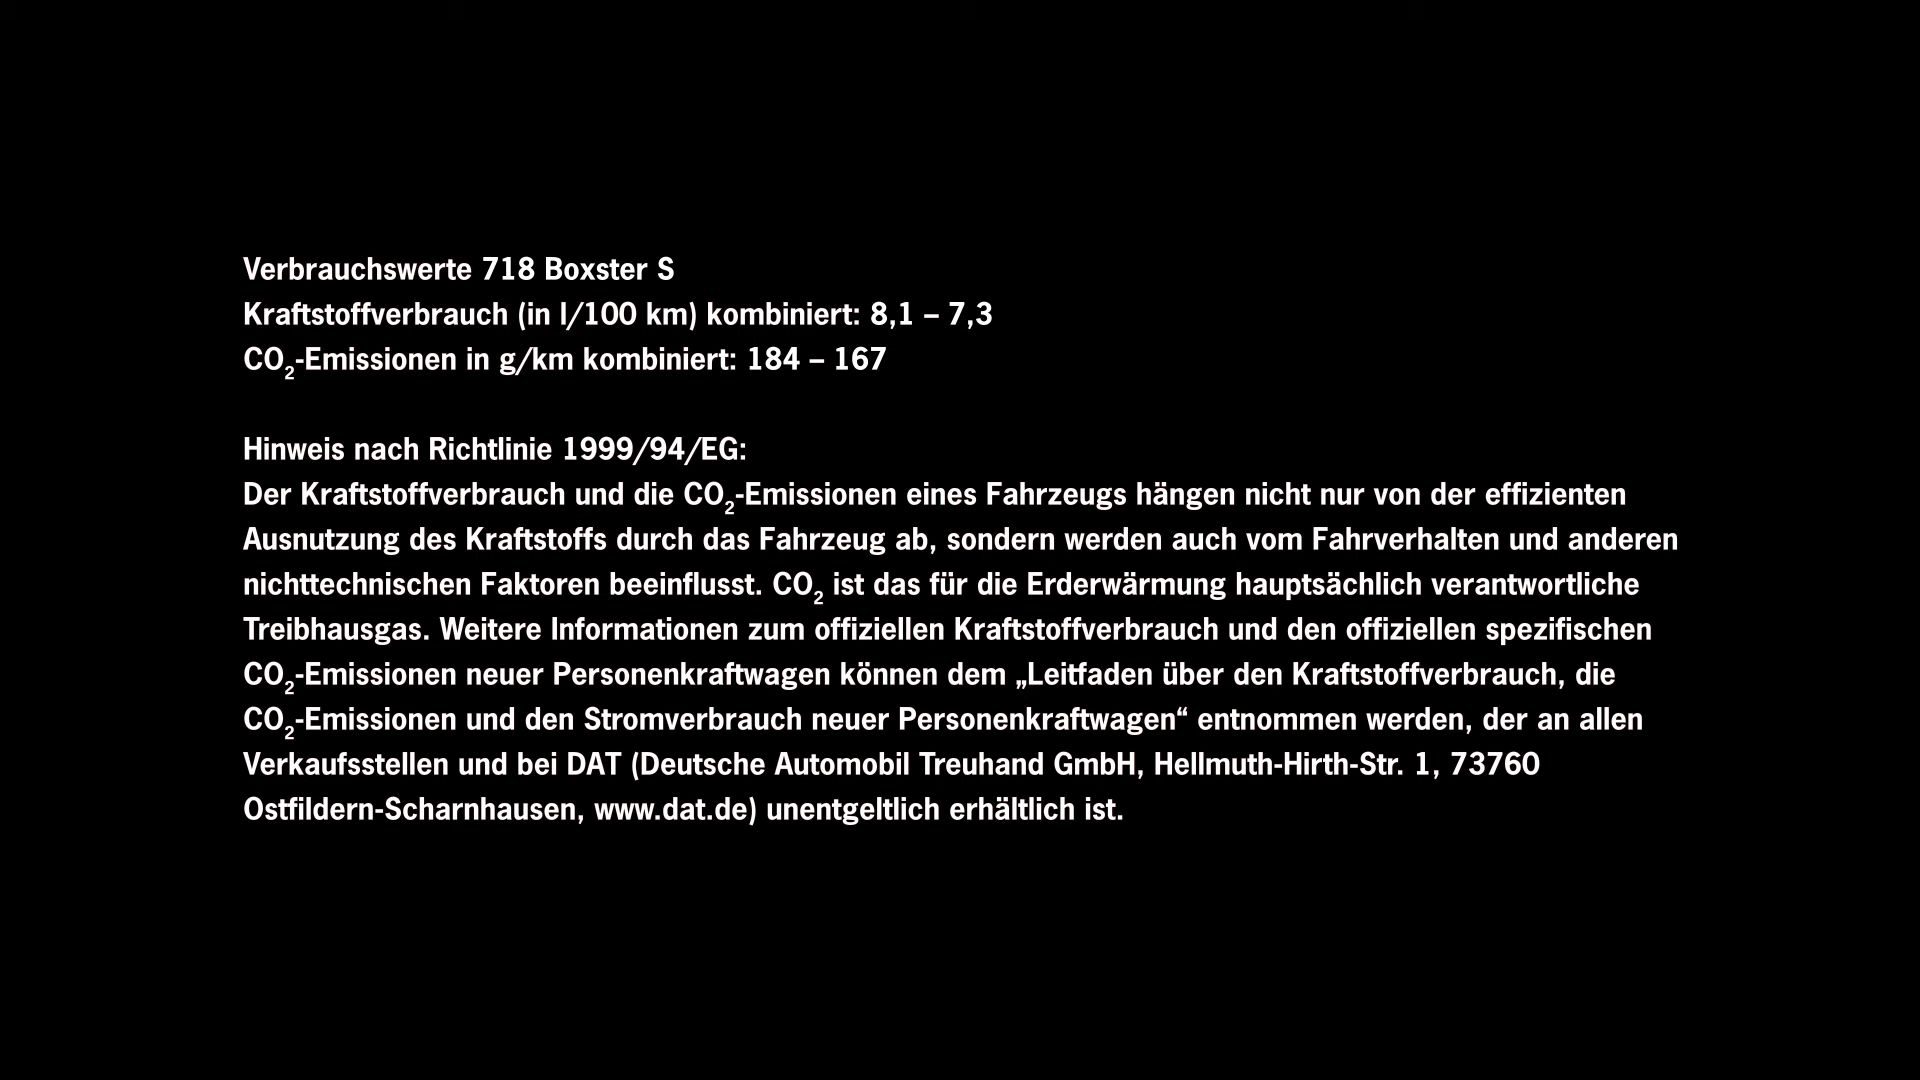 Verbrauchswerte 718 Boxster S
Kraftstoffverbrauch (in l/100 km) kombiniert: 8,1 – 7,3
CO₂-Emissionen in g/km kombiniert: 184 – 167
Hinweis nach Richtlinie 1999/94/EG:
Der Kraftstoffverbrauch und die CO₂-Emissionen eines Fahrzeugs hängen nicht nur von der effizienten
Ausnutzung des Kraftstoffs durch das Fahrzeug ab, sondern werden auch vom Fahrverhalten und anderen
nichttechnischen Faktoren beeinflusst. CO₂ ist das für die Erderwärmung hauptsächlich verantwortliche
Treibhausgas. Weitere Informationen zum offiziellen Kraftstoffverbrauch und den offiziellen spezifischen
CO₂-Emissionen neuer Personenkraftwagen können dem „Leitfaden über den Kraftstoffverbrauch, die
CO₂-Emissionen und den Stromverbrauch neuer Personenkraftwagen“ entnommen werden, der an allen
Verkaufsstellen und bei DAT (Deutsche Automobil Treuhand GmbH, Hellmuth-Hirth-Str. 1, 73760
Ostfildern-Scharnhausen, www.dat.de) unentgeltlich erhältlich ist.